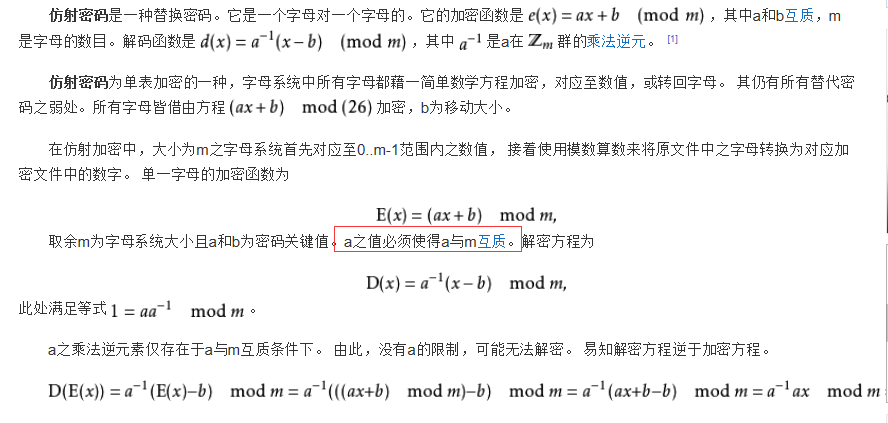 仿射密码是一种替换密码。它是一个字母对一个字母的。它的加密函数是 e(x) = ax + b (mod m) ，其中a和b互质，m
是字母的数目。解码函数是 d(x) = a⁻¹(x − b) (mod m) ，其中 a⁻¹ 是a在 ℤₘ 群的乘法逆元。 [1]
仿射密码为单表加密的一种，字母系统中所有字母都藉一简单数学方程加密，对应至数值，或转回字母。 其仍有所有替代密
码之弱处。所有字母皆借由方程 (ax + b) mod (26) 加密，b为移动大小。
在仿射加密中，大小为m之字母系统首先对应至0..m-1范围内之数值， 接着使用模数算数来将原文件中之字母转换为对应加
密文件中的数字。 单一字母的加密函数为
E(x) = (ax + b) mod m,
取余m为字母系统大小且a和b为密码关键值。a之值必须使得a与m互质。解密方程为
D(x) = a⁻¹(x − b) mod m,
此处满足等式 1 = aa⁻¹ mod m 。
a之乘法逆元素仅存在于a与m互质条件下。 由此，没有a的限制，可能无法解密。 易知解密方程逆于加密方程。
D(E(x)) = a⁻¹(E(x)−b) mod m = a⁻¹(((ax+b) mod m)−b) mod m = a⁻¹(ax+b−b) mod m = a⁻¹ax mod m